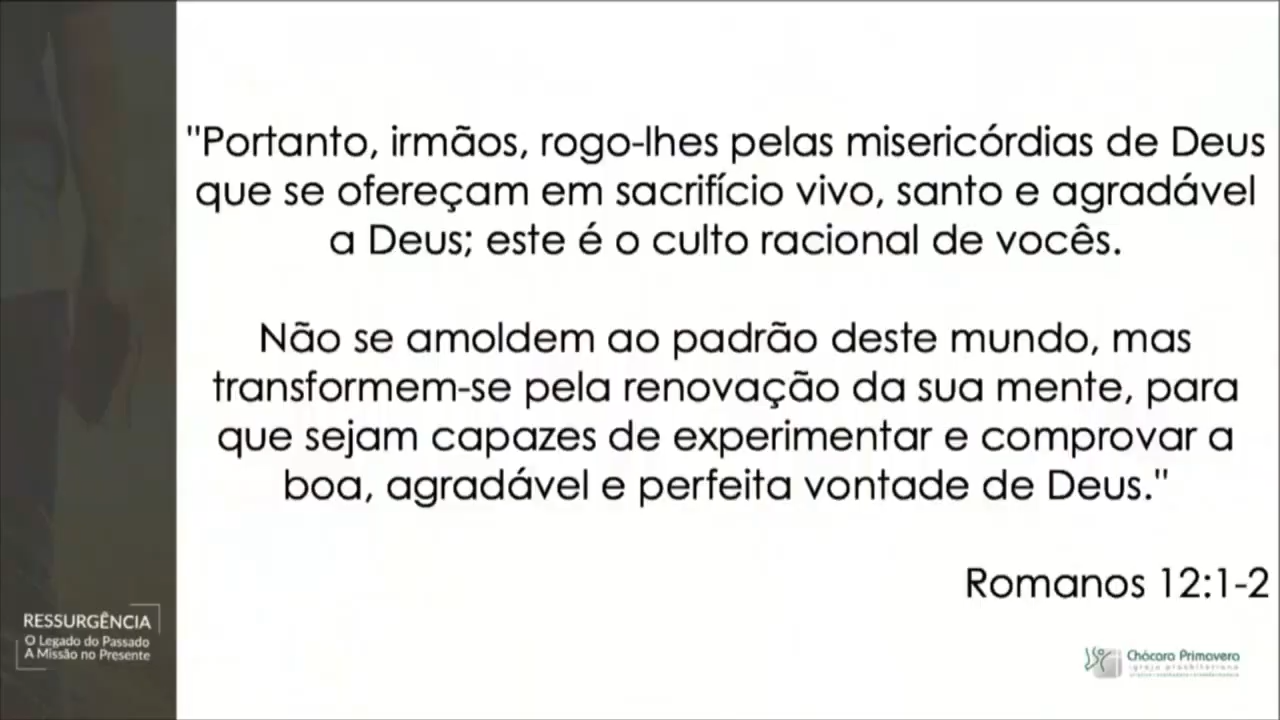 "Portanto, irmãos, rogo-lhes pelas misericórdias de Deus
que se ofereçam em sacrifício vivo, santo e agradável
a Deus; este é o culto racional de vocês.
Não se amoldem ao padrão deste mundo, mas
transformem-se pela renovação da sua mente, para
que sejam capazes de experimentar e comprovar a
boa, agradável e perfeita vontade de Deus."
Romanos 12:1-2
RESSURGÊNCIA
O Legado do Passado
A Missão no Presente
Chácara Primavera
igreja presbiteriana